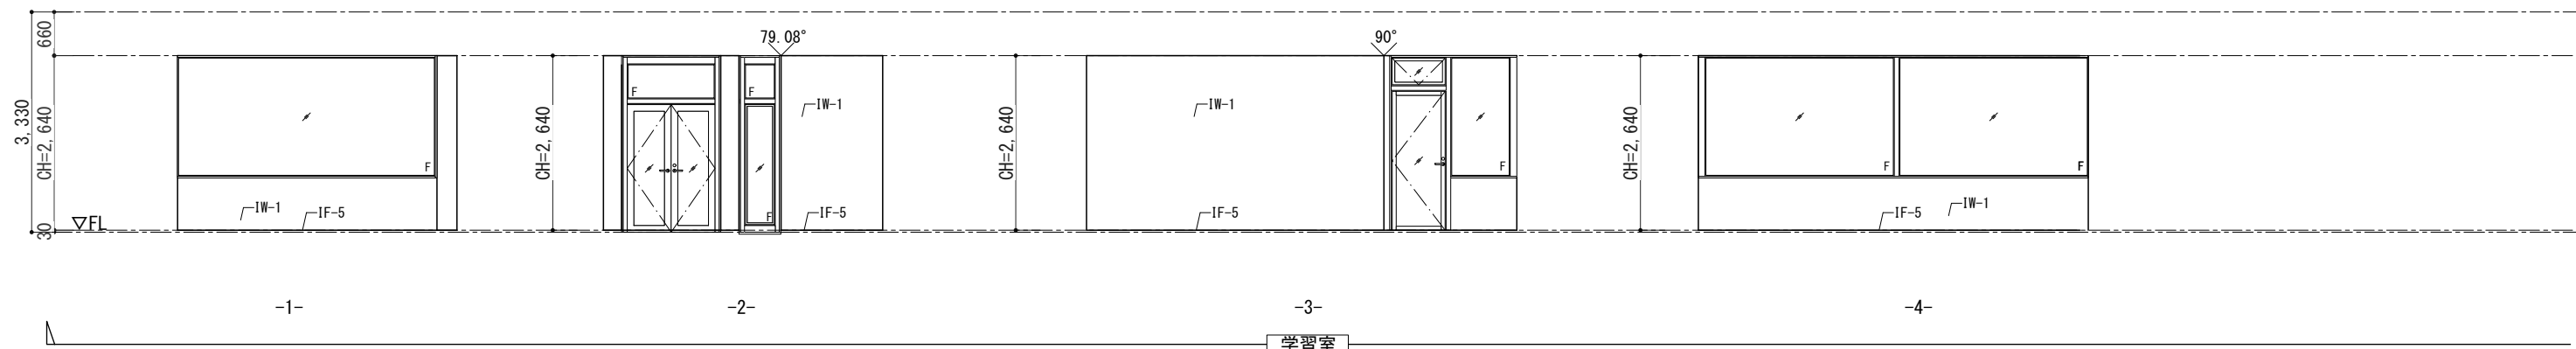 660
3,330
CH=2,640
30
▽FL
F
IW-1
IF-5
-1-
CH=2,640
79.08°
F
F
F
IW-1
IF-5
-2-
CH=2,640
90°
IW-1
IF-5
F
-3-
CH=2,640
F
F
IF-5
IW-1
-4-
学習室